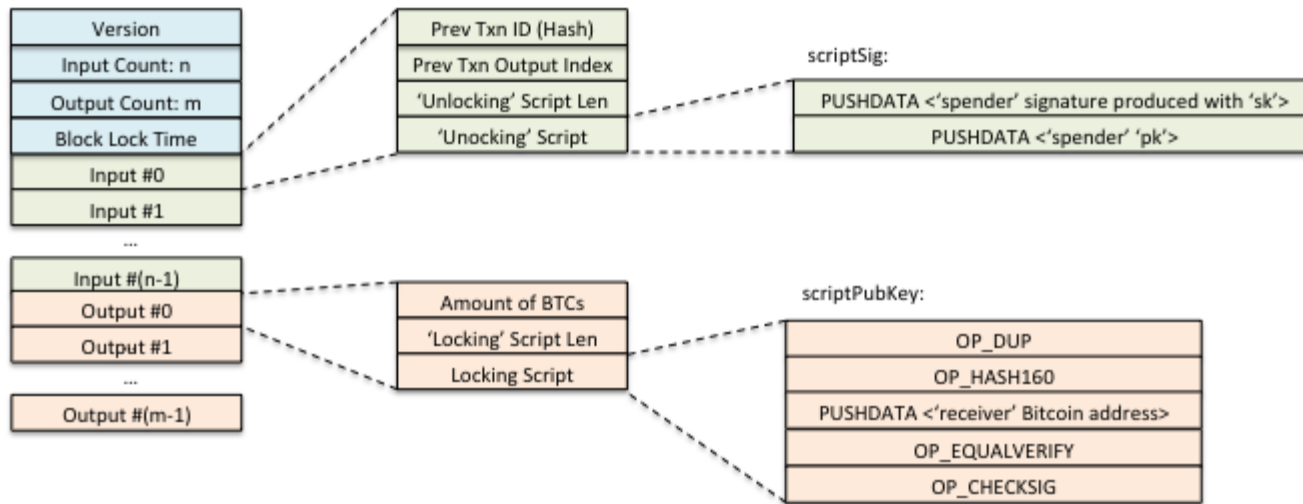 Version
Input Count: n
Output Count: m
Block Lock Time
Input #0
Input #1
...
Input #(n-1)
Output #0
Output #1
...
Output #(m-1)
Prev Txn ID (Hash)
Prev Txn Output Index
‘Unlocking’ Script Len
‘Unocking’ Script
scriptSig:
PUSHDATA <‘spender’ signature produced with ‘sk’>
PUSHDATA <‘spender’ ‘pk’>
Amount of BTCs
‘Locking’ Script Len
Locking Script
scriptPubKey:
OP_DUP
OP_HASH160
PUSHDATA <‘receiver’ Bitcoin address>
OP_EQUALVERIFY
OP_CHECKSIG